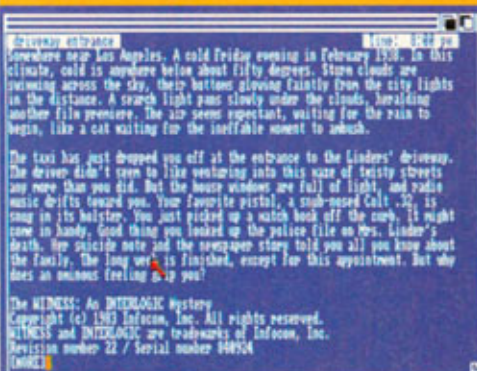 driveway entrance Time: 8:00 pm
Somewhere near Los Angeles. A cold Friday evening in February 1938. In this
climate, cold is anywhere below about fifty degrees. Storm clouds are
swimming across the sky, their bottoms glowing faintly from the city lights
in the distance. A search light pans slowly under the clouds, heralding
another film premiere. The air seems expectant, waiting for the rain to
begin, like a cat waiting for the ineffable moment to ambush.
The taxi has just dropped you off at the entrance to the Linders' driveway.
The driver didn't seem to like venturing into this maze of twisty streets
any more than you did. But the house windows are full of light, and radio
music drifts toward you. Your favorite pistol, a snub-nosed Colt .32, is
snug in its holster. You just picked up a match book off the curb. It might
come in handy. Good thing you looked up the police file on Mrs. Linder's
death. Her suicide note and the newspaper story told you all you know about
the family. The long week is finished, except for this appointment. But why
does an ominous feeling grip you?
The WITNESS: An INTERLOGIC Mystery
Copyright (c) 1983 Infocom, Inc. All rights reserved.
WITNESS and INTERLOGIC are trademarks of Infocom, Inc.
Revision number 22 / Serial number 840924
[MORE]